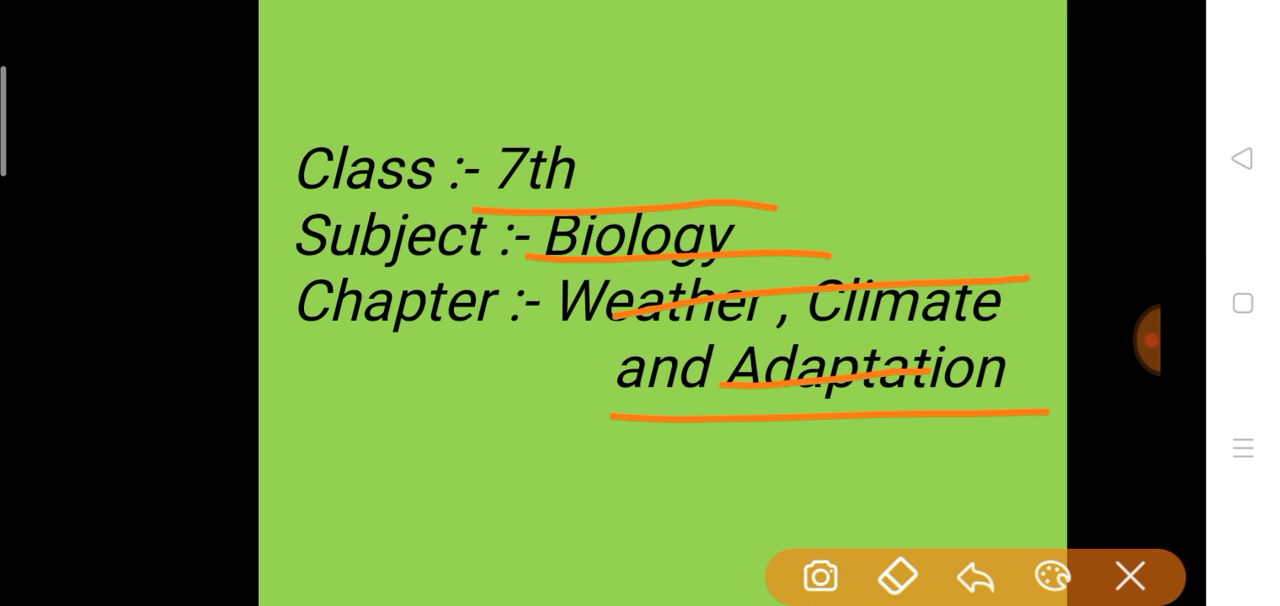 Class :- 7th
Subject :- Biology
Chapter :- Weather , Climate
and Adaptation